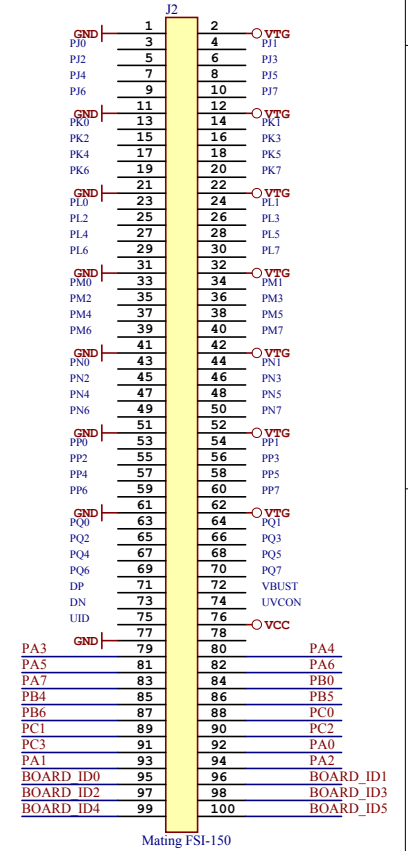 J2
GND 1 2 VTG
PJ0 3 4 PJ1
PJ2 5 6 PJ3
PJ4 7 8 PJ5
PJ6 9 10 PJ7
GND 11 12 VTG
PK0 13 14 PK1
PK2 15 16 PK3
PK4 17 18 PK5
PK6 19 20 PK7
GND 21 22 VTG
PL0 23 24 PL1
PL2 25 26 PL3
PL4 27 28 PL5
PL6 29 30 PL7
GND 31 32 VTG
PM0 33 34 PM1
PM2 35 36 PM3
PM4 37 38 PM5
PM6 39 40 PM7
GND 41 42 VTG
PN0 43 44 PN1
PN2 45 46 PN3
PN4 47 48 PN5
PN6 49 50 PN7
GND 51 52 VTG
PP0 53 54 PP1
PP2 55 56 PP3
PP4 57 58 PP5
PP6 59 60 PP7
GND 61 62 VTG
PQ0 63 64 PQ1
PQ2 65 66 PQ3
PQ4 67 68 PQ5
PQ6 69 70 PQ7
DP 71 72 VBUST
DN 73 74 UVCON
UID 75 76 VCC
GND 77 78
PA3 79 80 PA4
PA5 81 82 PA6
PA7 83 84 PB0
PB4 85 86 PB5
PB6 87 88 PC0
PC1 89 90 PC2
PC3 91 92 PA0
PA1 93 94 PA2
BOARD_ID0 95 96 BOARD_ID1
BOARD_ID2 97 98 BOARD_ID3
BOARD_ID4 99 100 BOARD_ID5
Mating FSI-150